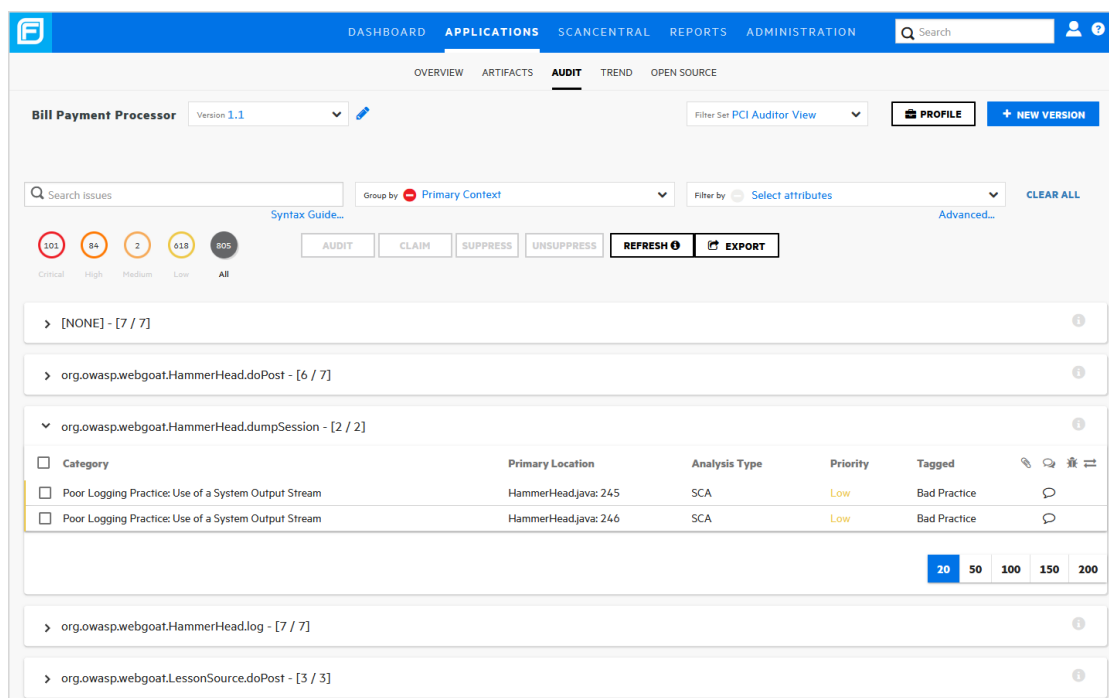 F
DASHBOARD APPLICATIONS SCANCENTRAL REPORTS ADMINISTRATION Search ?
OVERVIEW ARTIFACTS AUDIT TREND OPEN SOURCE
Bill Payment Processor Version 1.1 Filter Set PCI Auditor View PROFILE + NEW VERSION
Search issues Group by Primary Context Filter by Select attributes CLEAR ALL
Syntax Guide... Advanced...
101 84 2 618 805 AUDIT CLAIM SUPPRESS UNSUPPRESS REFRESH EXPORT
Critical High Medium Low All
[NONE] - [7 / 7]
org.owasp.webgoat.HammerHead.doPost - [6 / 7]
org.owasp.webgoat.HammerHead.dumpSession - [2 / 2]
Category Primary Location Analysis Type Priority Tagged
Poor Logging Practice: Use of a System Output Stream HammerHead.java: 245 SCA Low Bad Practice
Poor Logging Practice: Use of a System Output Stream HammerHead.java: 246 SCA Low Bad Practice
20 50 100 150 200
org.owasp.webgoat.HammerHead.log - [7 / 7]
org.owasp.webgoat.LessonSource.doPost - [3 / 3]